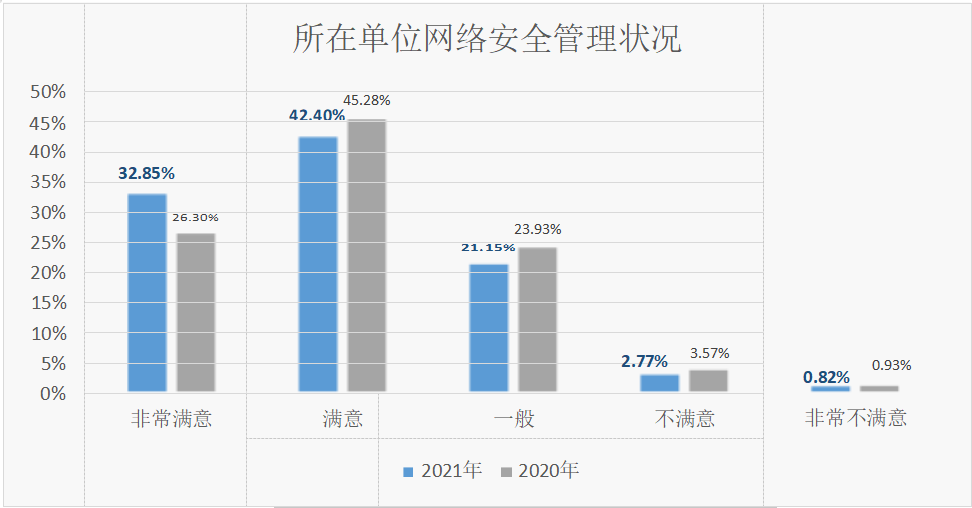 所在单位网络安全管理状况
50%
45%
40%
35%
30%
25%
20%
15%
10%
5%
0%
32.85%
26.30%
42.40%
45.28%
21.15%
23.93%
2.77%
3.57%
0.82%
0.93%
非常满意
满意
一般
不满意
非常不满意
2021年
2020年